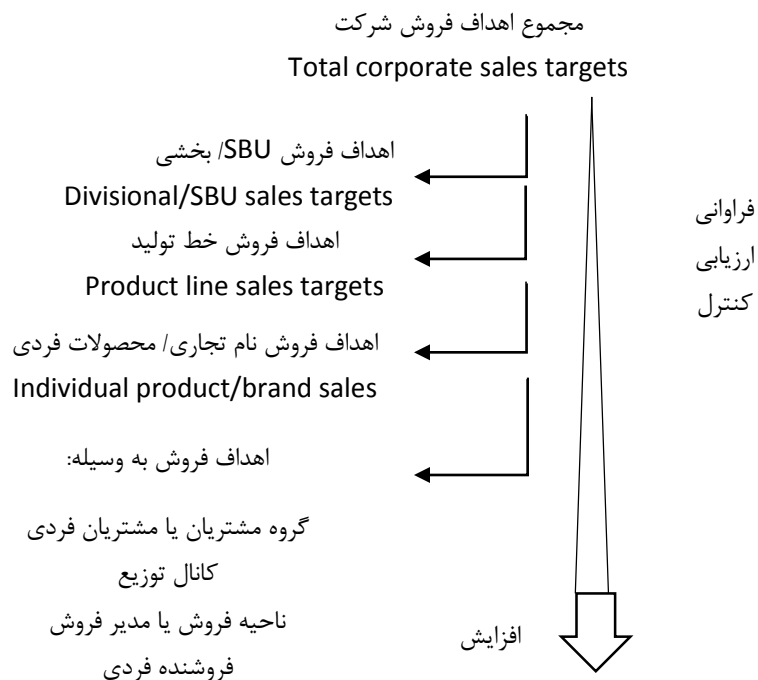 مجموع اهداف فروش شرکت
Total corporate sales targets
اهداف فروش SBU/ بخشی
Divisional/SBU sales targets
اهداف فروش خط تولید
Product line sales targets
اهداف فروش نام تجاری/ محصولات فردی
Individual product/brand sales
اهداف فروش به وسیله:
گروه مشتریان یا مشتریان فردی
کانال توزیع
ناحیه فروش یا مدیر فروش
فروشنده فردی
فراوانی
ارزیابی
کنترل
افزایش